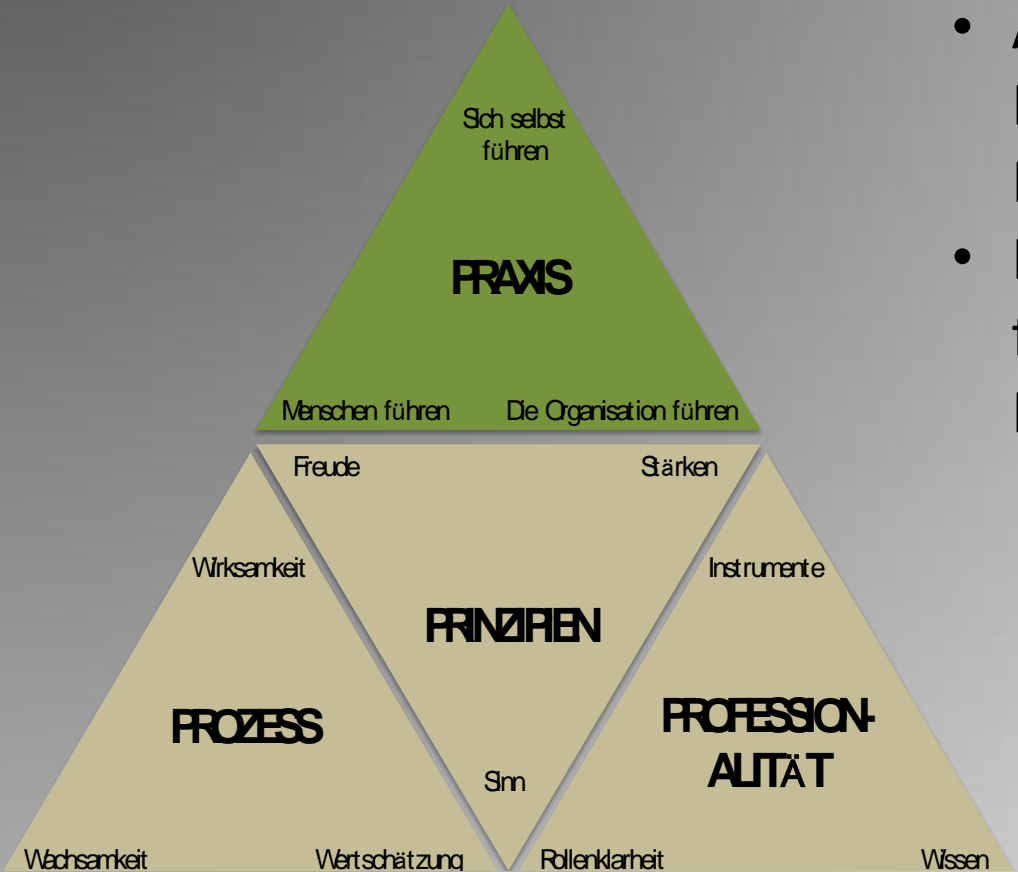 Sich selbst
führen
PRAXIS
Menschen führen Die Organisation führen
Freude Stärken
Wirksamkeit Instrumente
PRINZIPIEN
PROZESS
PROFESSION-
ALITÄT
Sinn
Wachsamkeit Wertschätzung Rollenklarheit Wissen